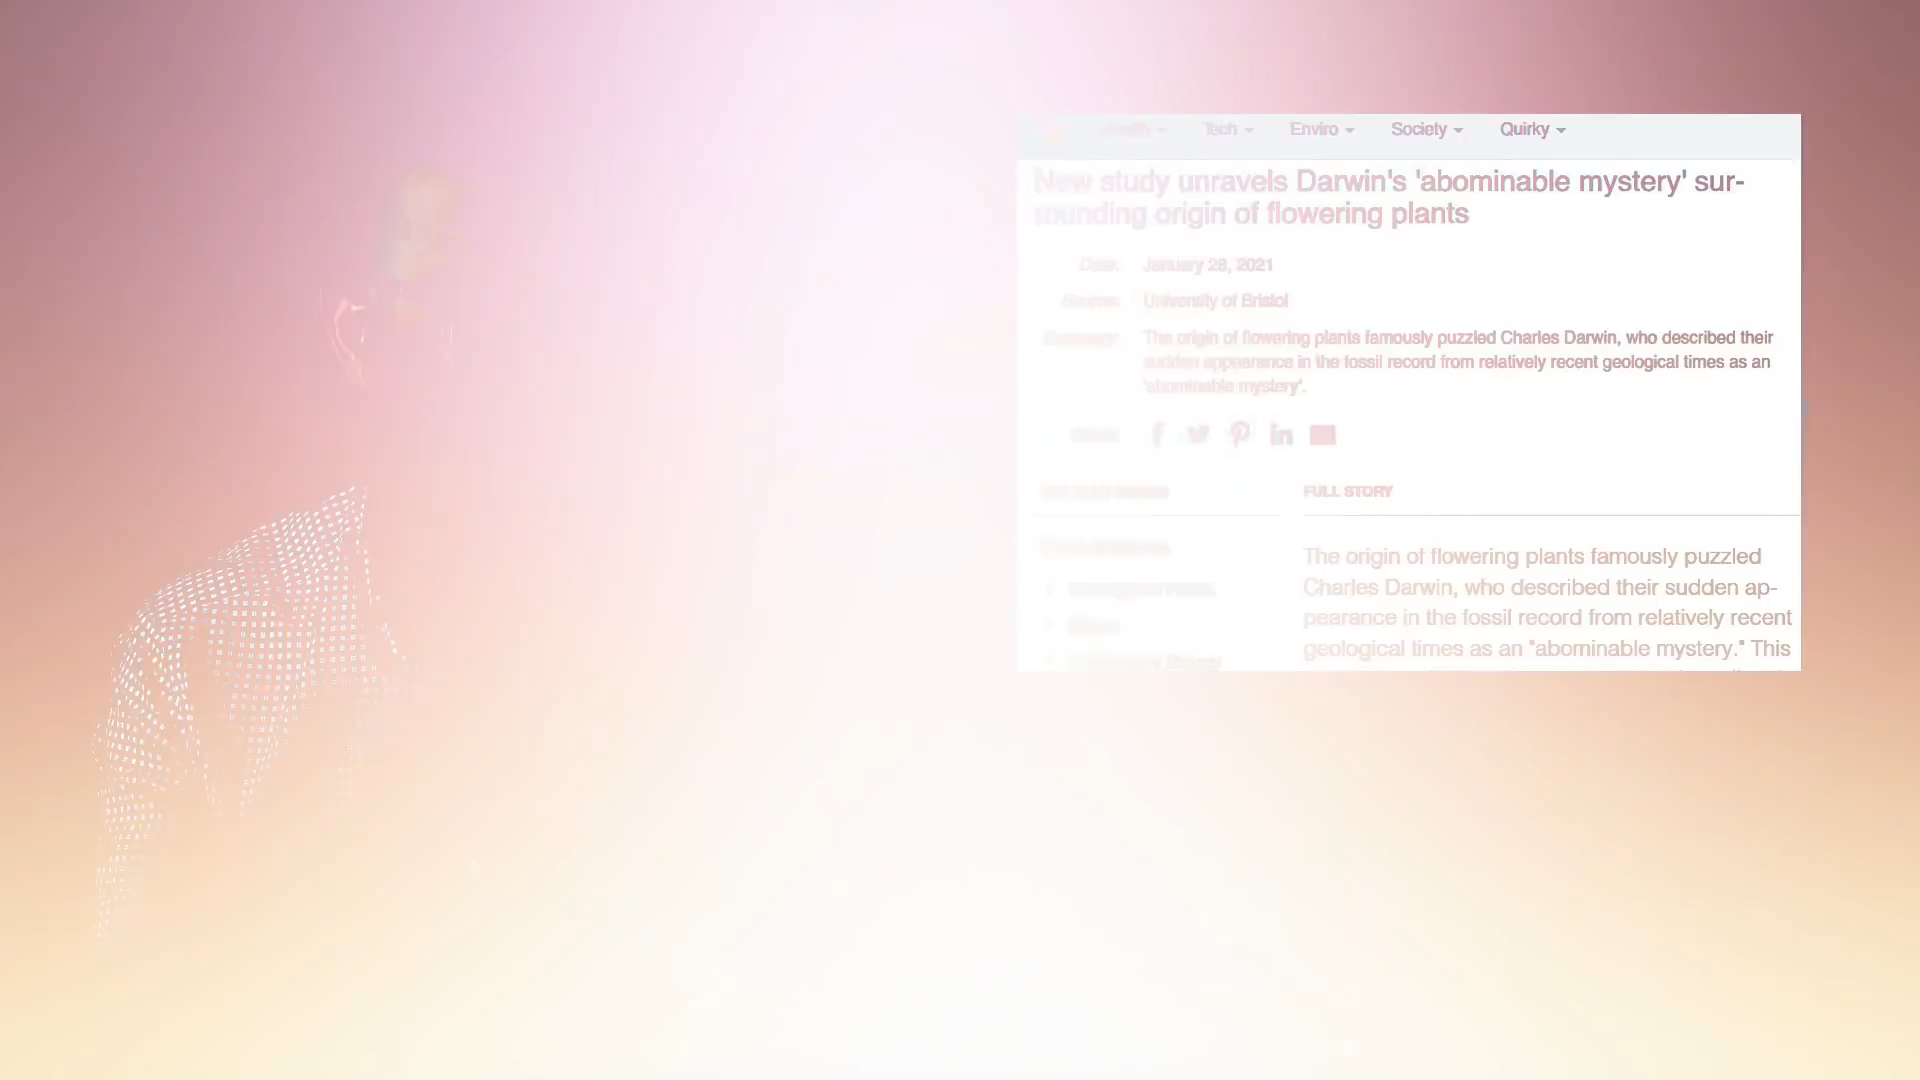 Tech Enviro Society Quirky
New study unravels Darwin's 'abominable mystery' sur-
rounding origin of flowering plants
Date: January 28, 2021
Source: University of Bristol
Summary: The origin of flowering plants famously puzzled Charles Darwin, who described their
sudden appearance in the fossil record from relatively recent geological times as an
'abominable mystery'.
f in
FULL STORY
The origin of flowering plants famously puzzled
Charles Darwin, who described their sudden ap-
pearance in the fossil record from relatively recent
geological times as an "abominable mystery." This